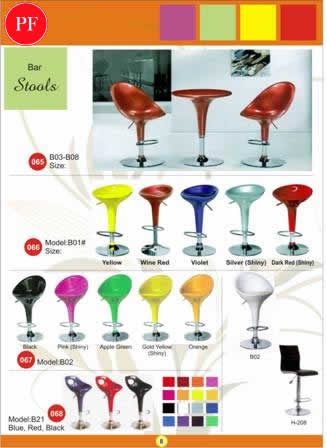 PF
Bar
Stools
065
B03-B08
Size:
066
Model:B01#
Size:
Yellow
Wine Red
Violet
Silver (Shiny)
Dark Red (Shiny)
Black
Pink (Shiny)
Apple Green
Gold Yellow
(Shiny)
Orange
B02
067
Model:B02
H-208
Model:B21
068
Blue, Red, Black
8